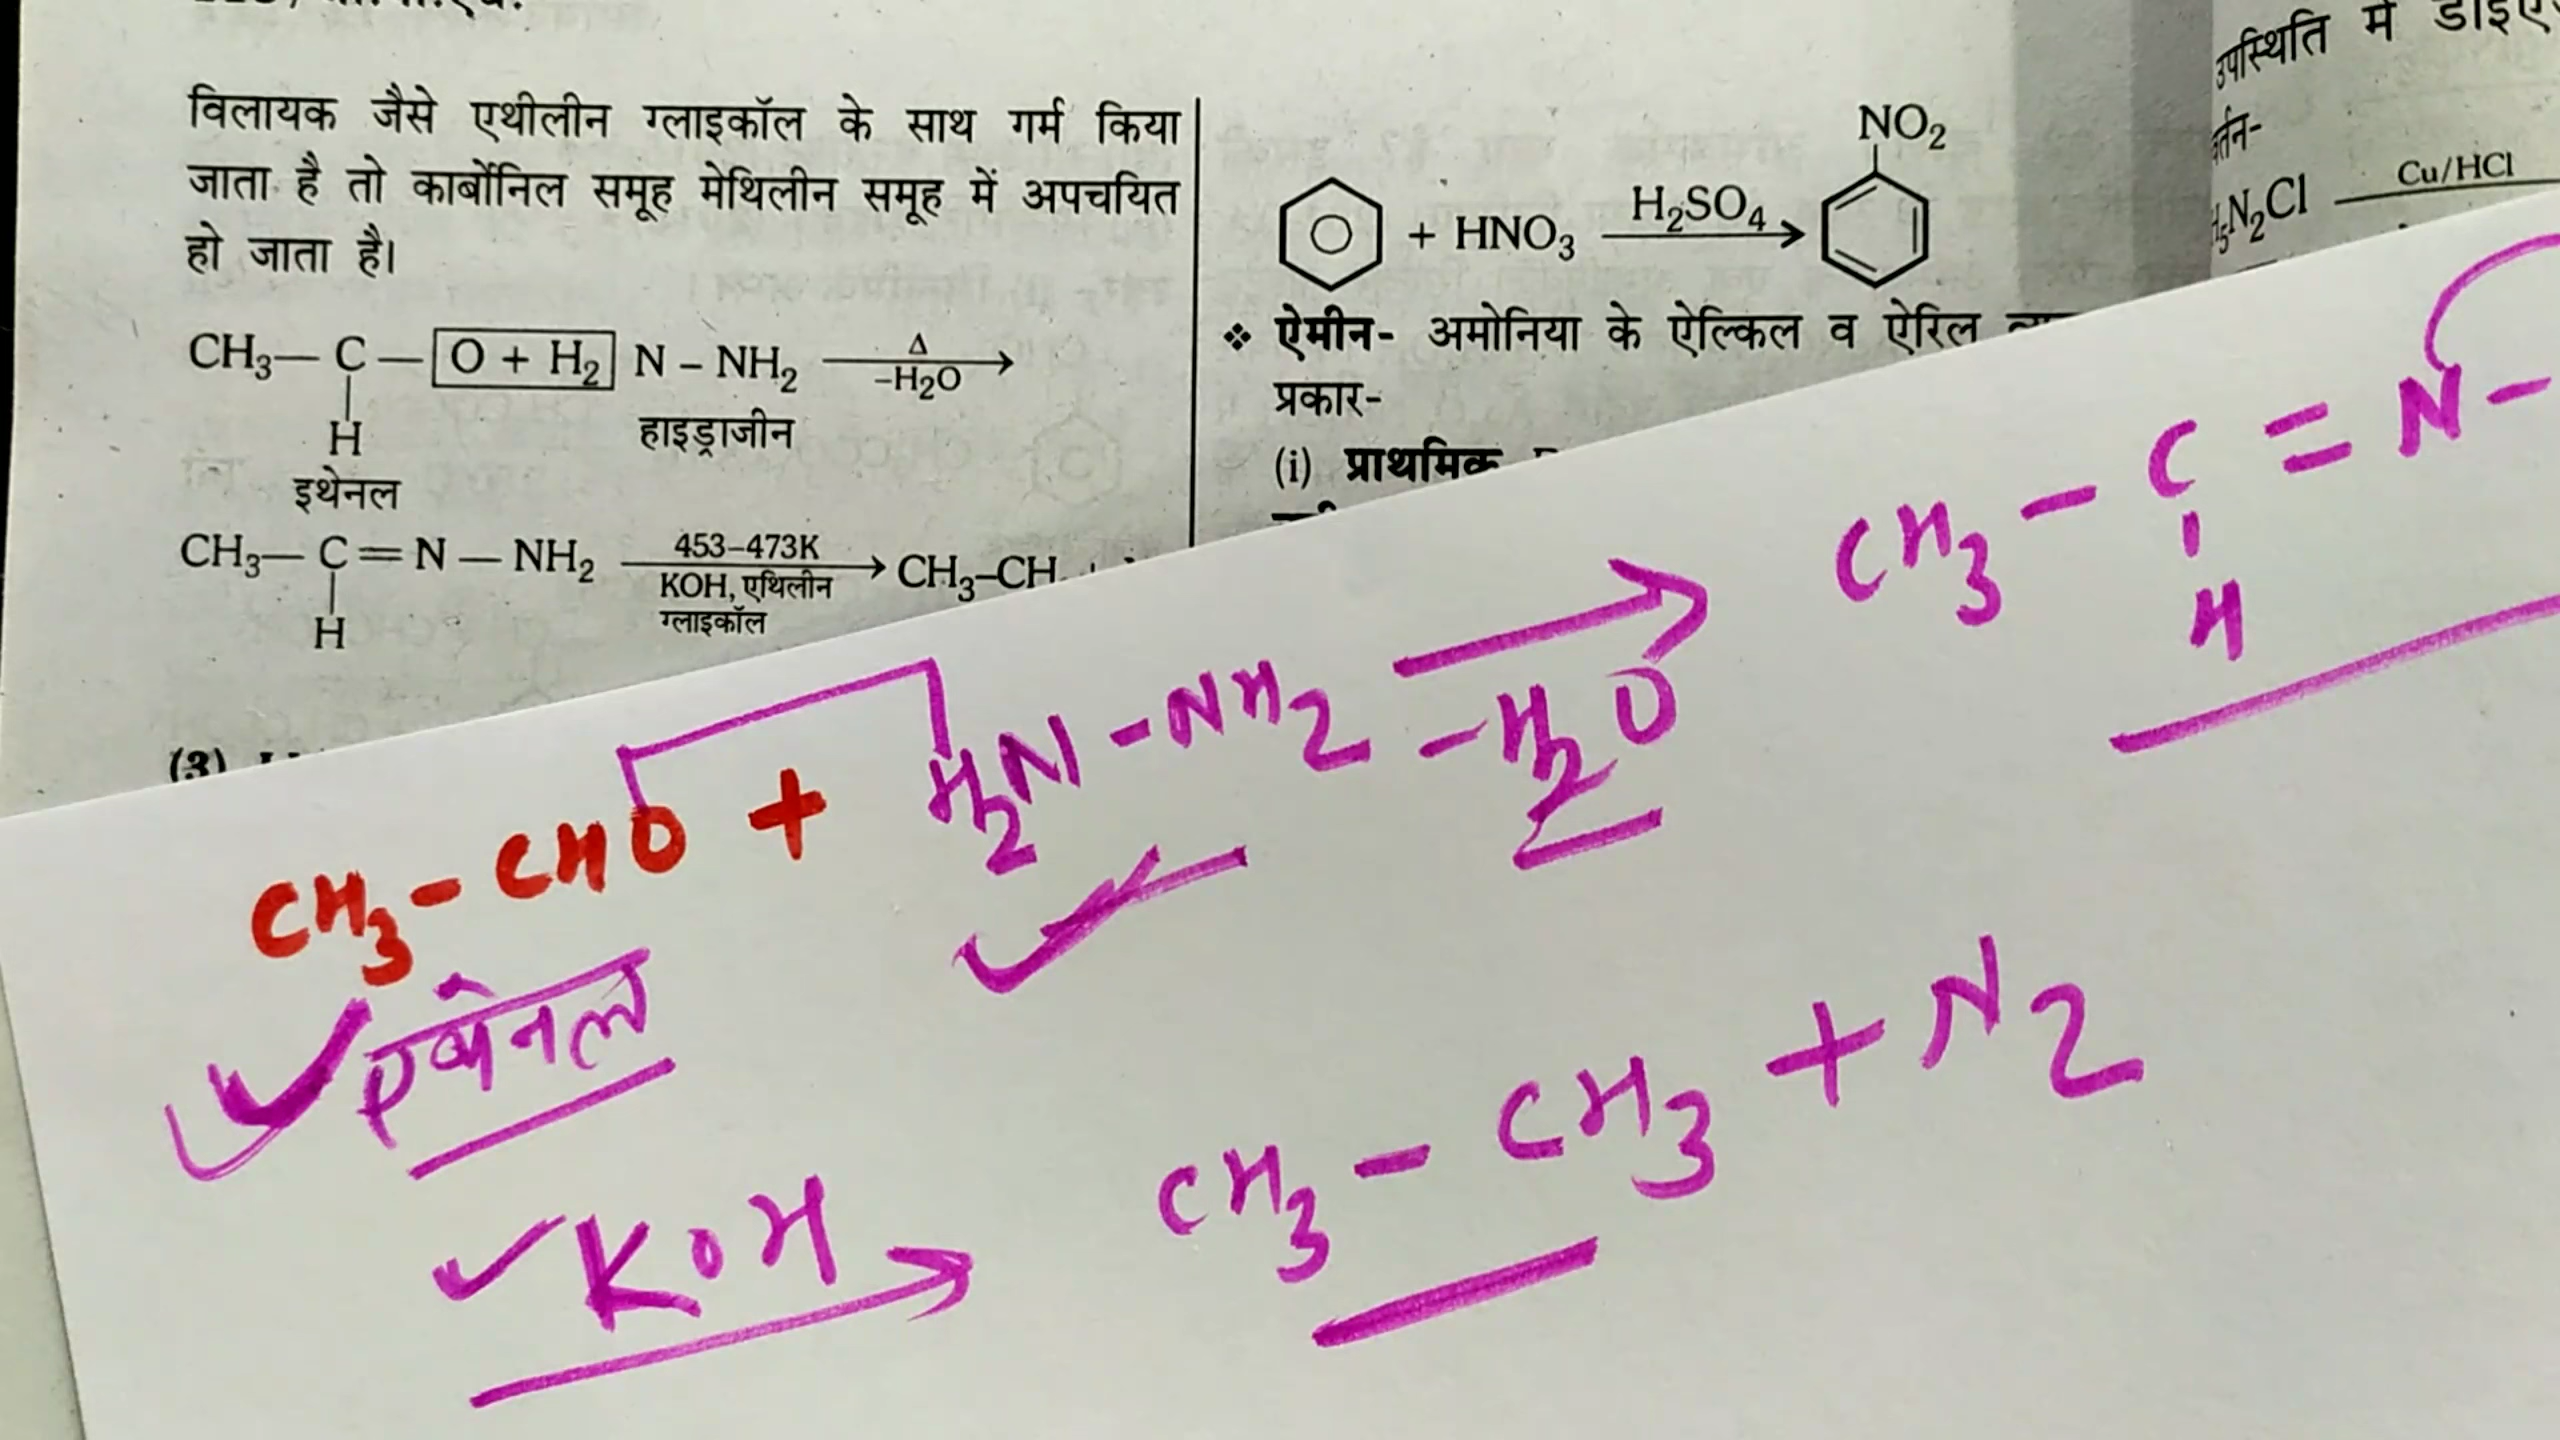 विलायक जैसे एथीलीन ग्लाइकॉल के साथ गर्म किया
जाता है तो कार्बोनिल समूह मेथिलीन समूह में अपचयित
हो जाता है।
CH₃— C — O + H₂ N – NH₂ Δ –H₂O
H हाइड्राजीन
इथेनल
CH₃— C = N — NH₂ 453–473K KOH, एथिलीन ग्लाइकॉल → CH₃–CH
H
(3)
NO₂
+ HNO₃ H₂SO₄ →
❖ ऐमीन- अमोनिया के ऐल्किल व ऐरिल
प्रकार-
(i) प्राथमिक
उपस्थिति में
र्तन-
N₂Cl Cu/HCl
CH₃ – CHO + H₂N – NH₂ → –H₂O CH₃ – C = N –
H
एथेनल
KOH → CH₃ – CH₃ + N₂